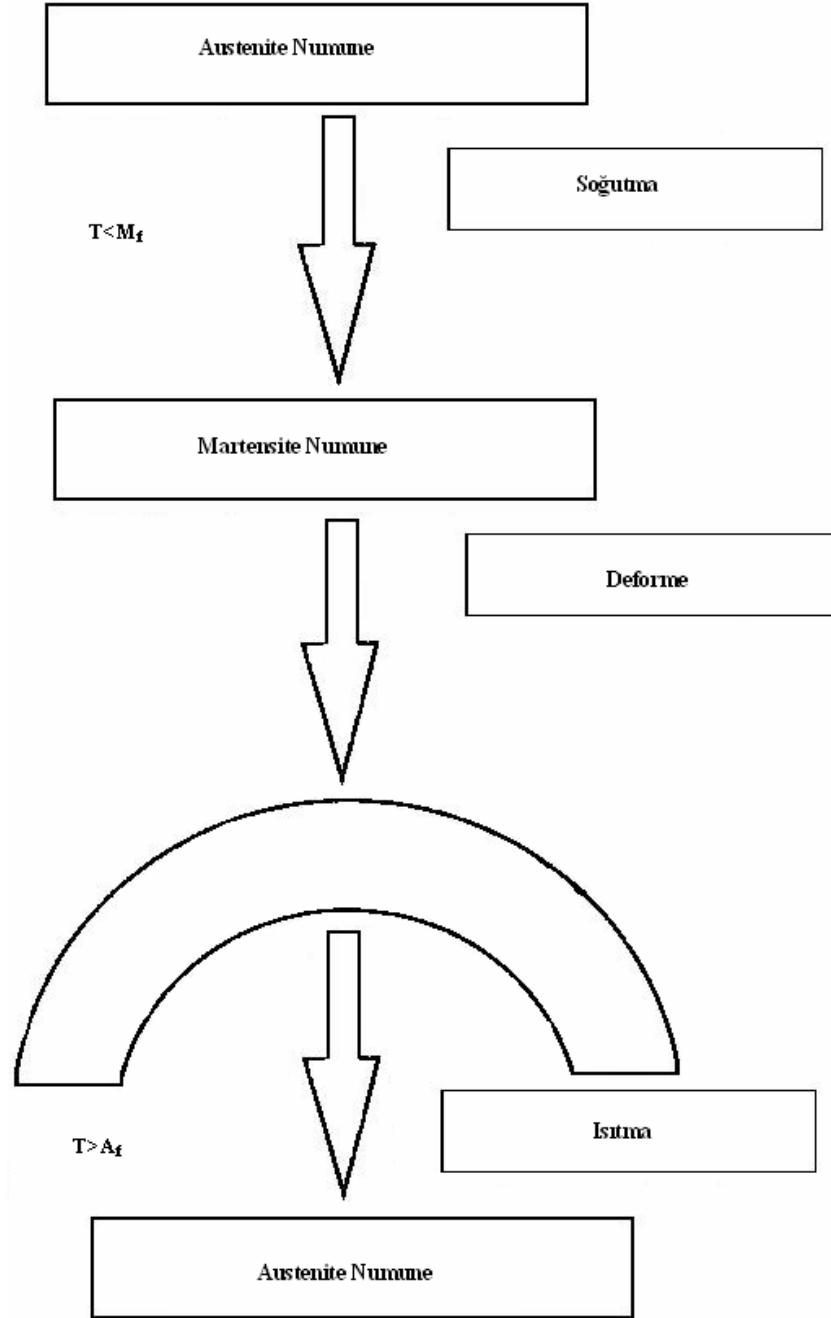 Austenite Numune
Soğutma
T<Mf
Martensite Numune
Deforme
Isıtma
T>Af
Austenite Numune